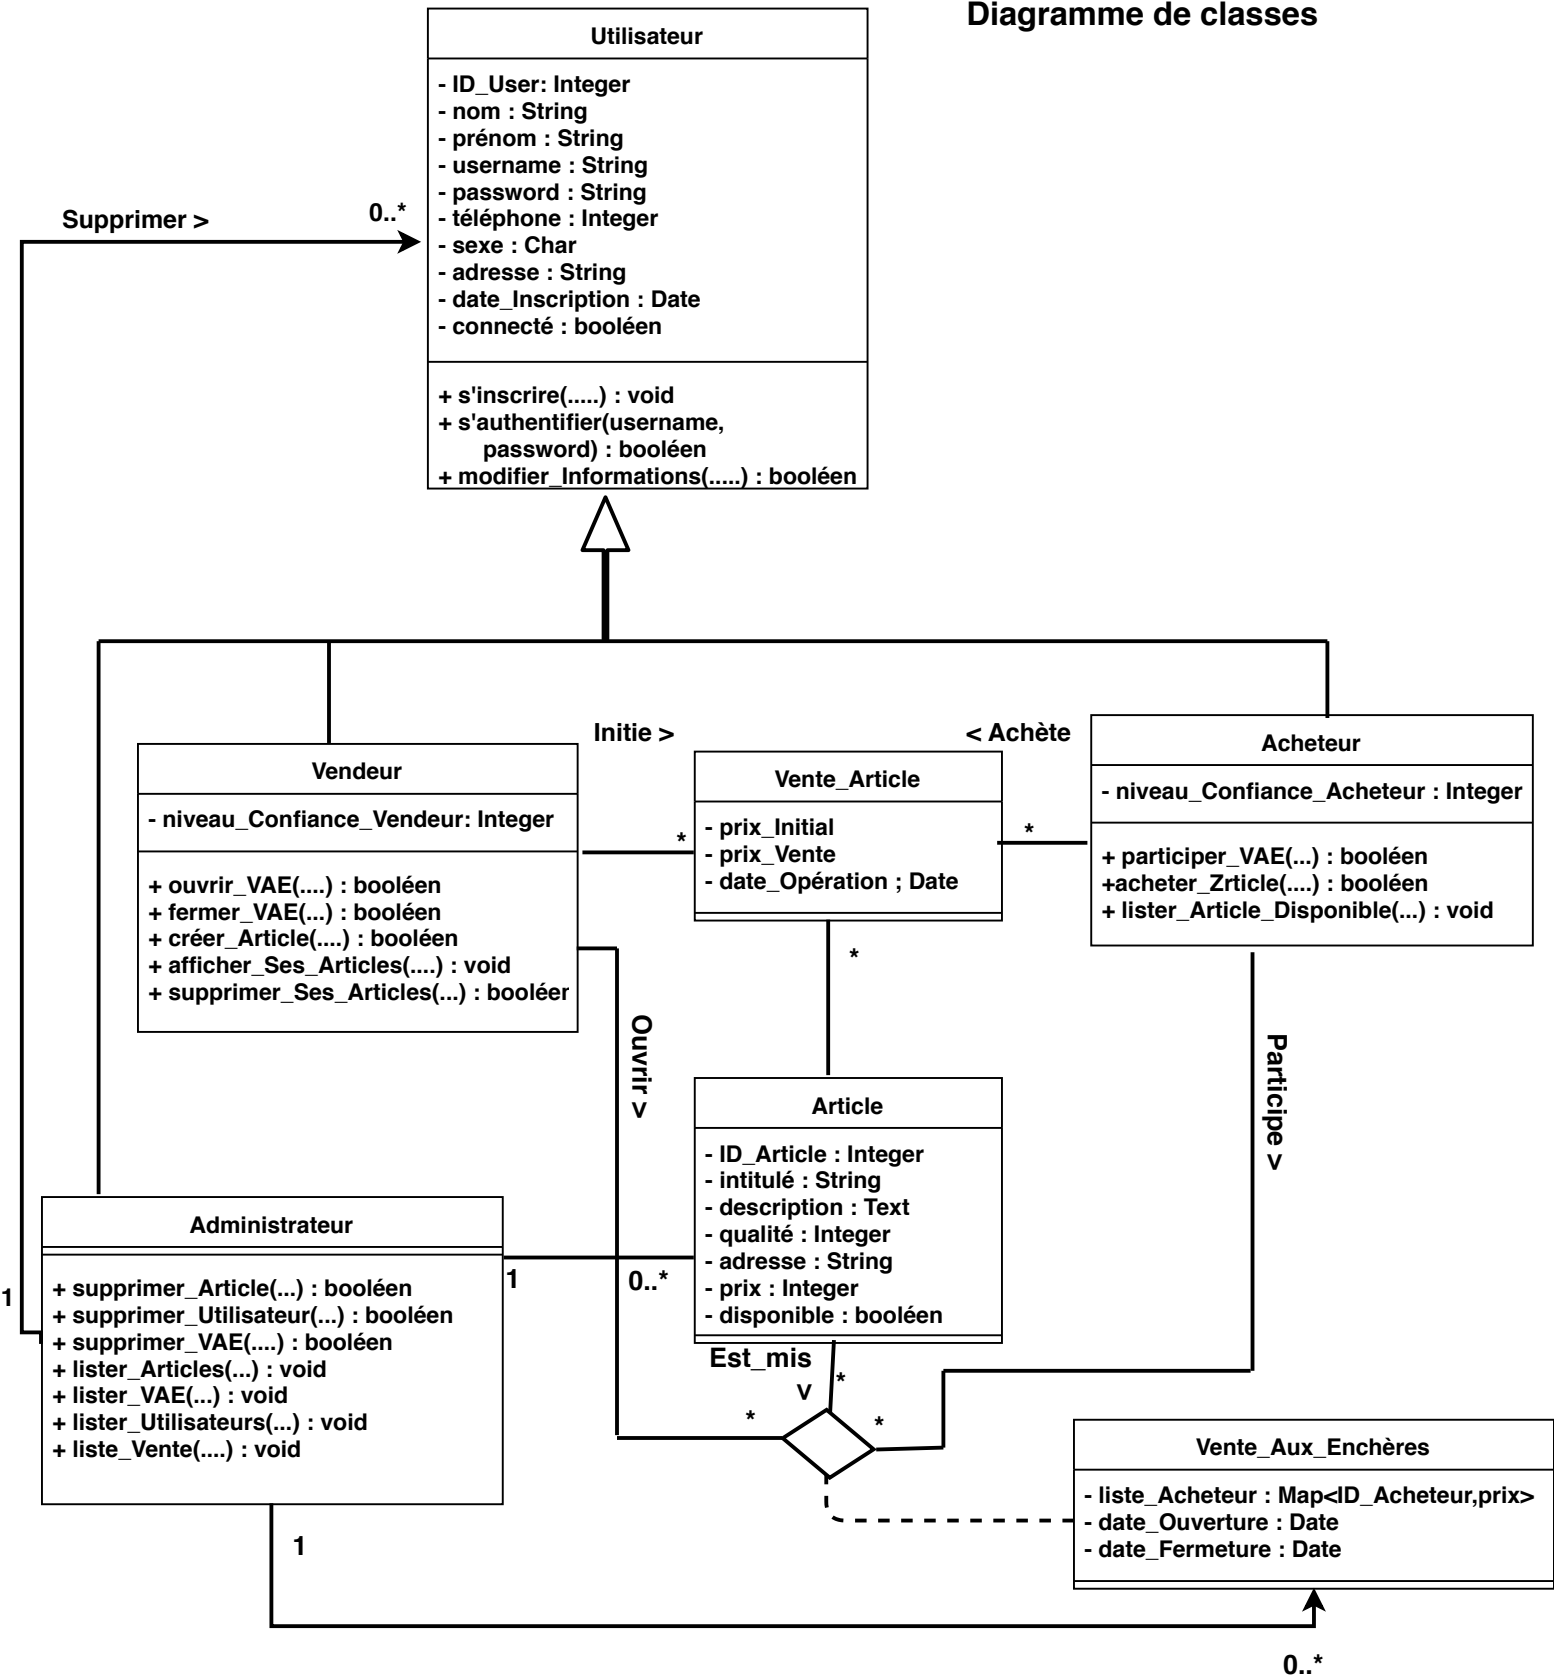 Diagramme de classes
Utilisateur
- ID_User: Integer
- nom : String
- prénom : String
- username : String
- password : String
- téléphone : Integer
- sexe : Char
- adresse : String
- date_Inscription : Date
- connecté : booléen
+ s'inscrire(.....) : void
+ s'authentifier(username,
password) : booléen
+ modifier_Informations(.....) : booléen
Supprimer >
0..*
Initie >
< Achète
Vendeur
- niveau_Confiance_Vendeur: Integer
+ ouvrir_VAE(....) : booléen
+ fermer_VAE(...) : booléen
+ créer_Article(....) : booléen
+ afficher_Ses_Articles(....) : void
+ supprimer_Ses_Articles(...) : booléer
*
Vente_Article
- prix_Initial
- prix_Vente
- date_Opération ; Date
*
*
Acheteur
- niveau_Confiance_Acheteur : Integer
+ participer_VAE(...) : booléen
+acheter_Zrticle(....) : booléen
+ lister_Article_Disponible(...) : void
Ouvrir >
Participe >
Article
- ID_Article : Integer
- intitulé : String
- description : Text
- qualité : Integer
- adresse : String
- prix : Integer
- disponible : booléen
Administrateur
+ supprimer_Article(...) : booléen
+ supprimer_Utilisateur(...) : booléen
+ supprimer_VAE(....) : booléen
+ lister_Articles(...) : void
+ lister_VAE(...) : void
+ lister_Utilisateurs(...) : void
+ liste_Vente(....) : void
1
1
0..*
Est_mis
>
*
*
*
Vente_Aux_Enchères
- liste_Acheteur : Map<ID_Acheteur,prix>
- date_Ouverture : Date
- date_Fermeture : Date
1
0..*